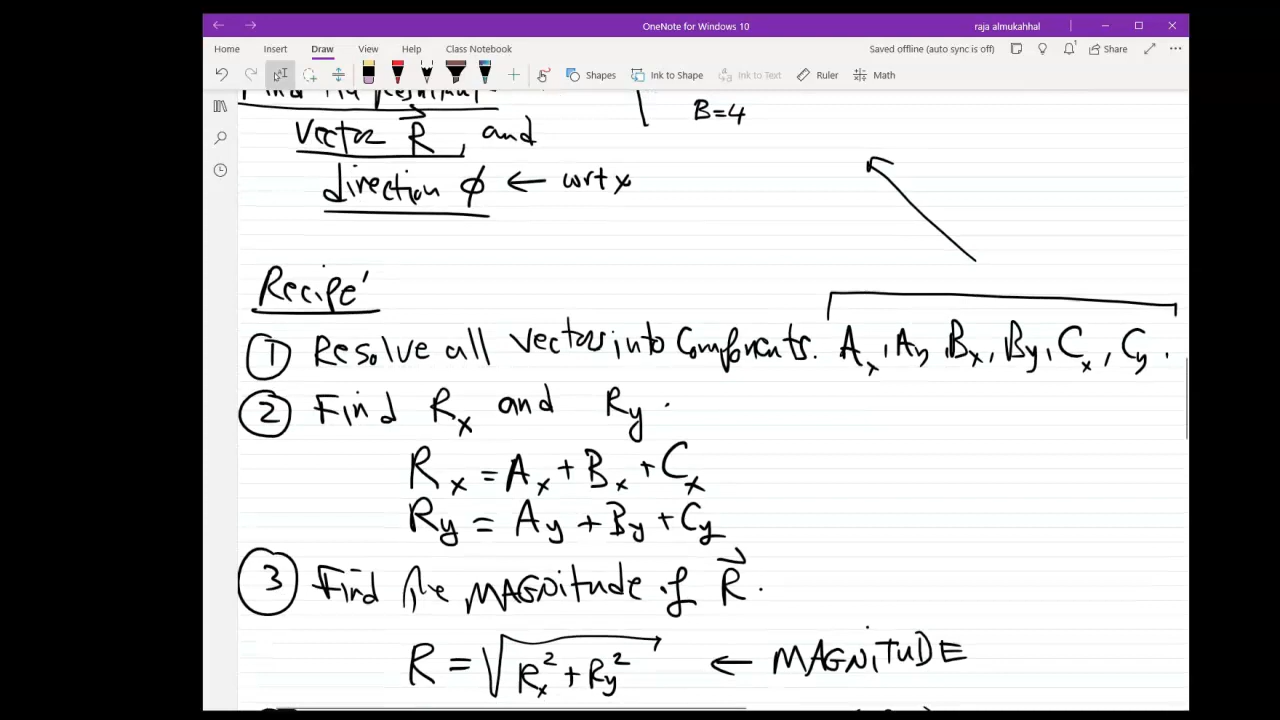 OneNote for Windows 10
raja almukahhal
Home Insert Draw View Help Class Notebook
Saved offline (auto sync is off)
Share
Shapes
Ink to Shape
Ink to Text
Ruler
Math
Find the resultant
B=4
vector R, and
direction ϕ ← wrt x
Recipe'
① Resolve all vectors into Components. Ax, Ay, Bx, By, Cx, Cy.
② Find Rx and Ry.
Rx = Ax + Bx + Cx
Ry = Ay + By + Cy
③ Find the MAGNitude of R.
R = √Rx² + Ry² ← MAGNiTUDE